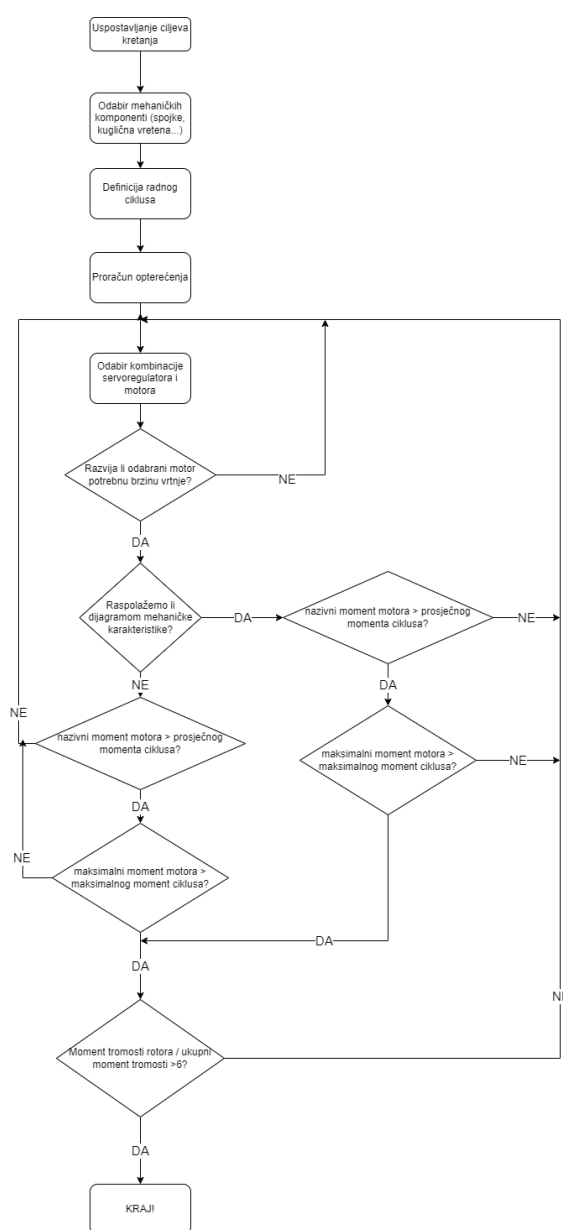 Uspostavljanje ciljeva
kretanja
Odabir mehaničkih
komponenti (spojke,
kuglična vretena...)
Definicija radnog
ciklusa
Proračun opterećenja
Odabir kombinacije
servoregulatora i
motora
Razvija li odabrani motor
potrebnu brzinu vrtnje?
NE
DA
Raspolažemo li
dijagramom mehaničke
karakteristike?
DA
nazivni moment motora > prosječnog
momenta ciklusa?
NE
NE
DA
NE
nazivni moment motora > prosječnog
momenta ciklusa?
maksimalni moment motora >
maksimalnog moment ciklusa?
NE
DA
NE
maksimalni moment motora >
maksimalnog moment ciklusa?
DA
DA
NE
Moment tromosti rotora / ukupni
moment tromosti >6?
DA
KRAJ!